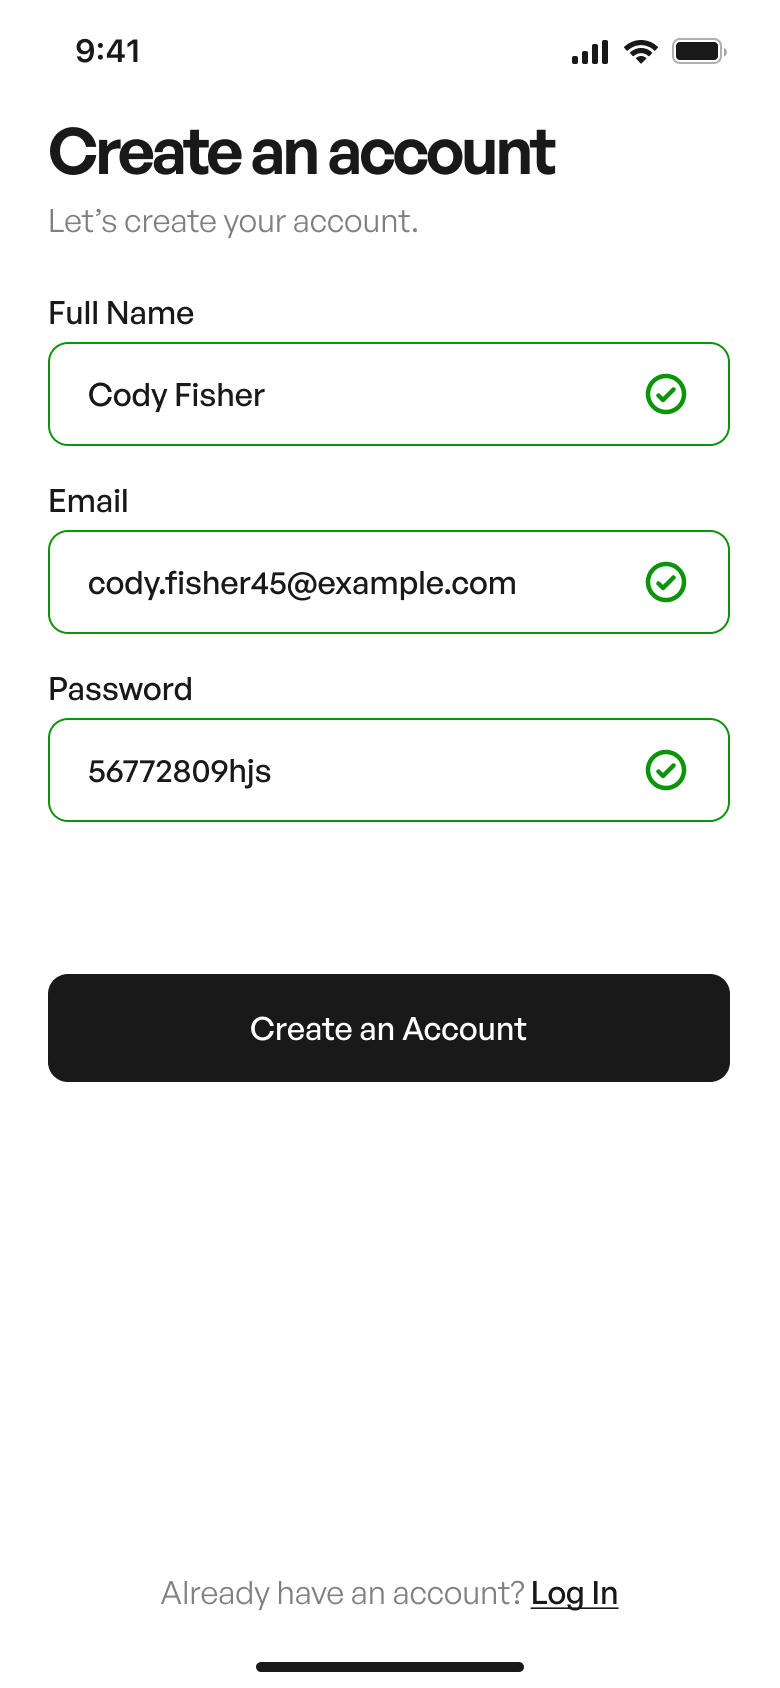 9:41
Create an account
Let’s create your account.
Full Name
Cody Fisher
Email
cody.fisher45@example.com
Password
56772809hjs
Create an Account
Already have an account? Log In